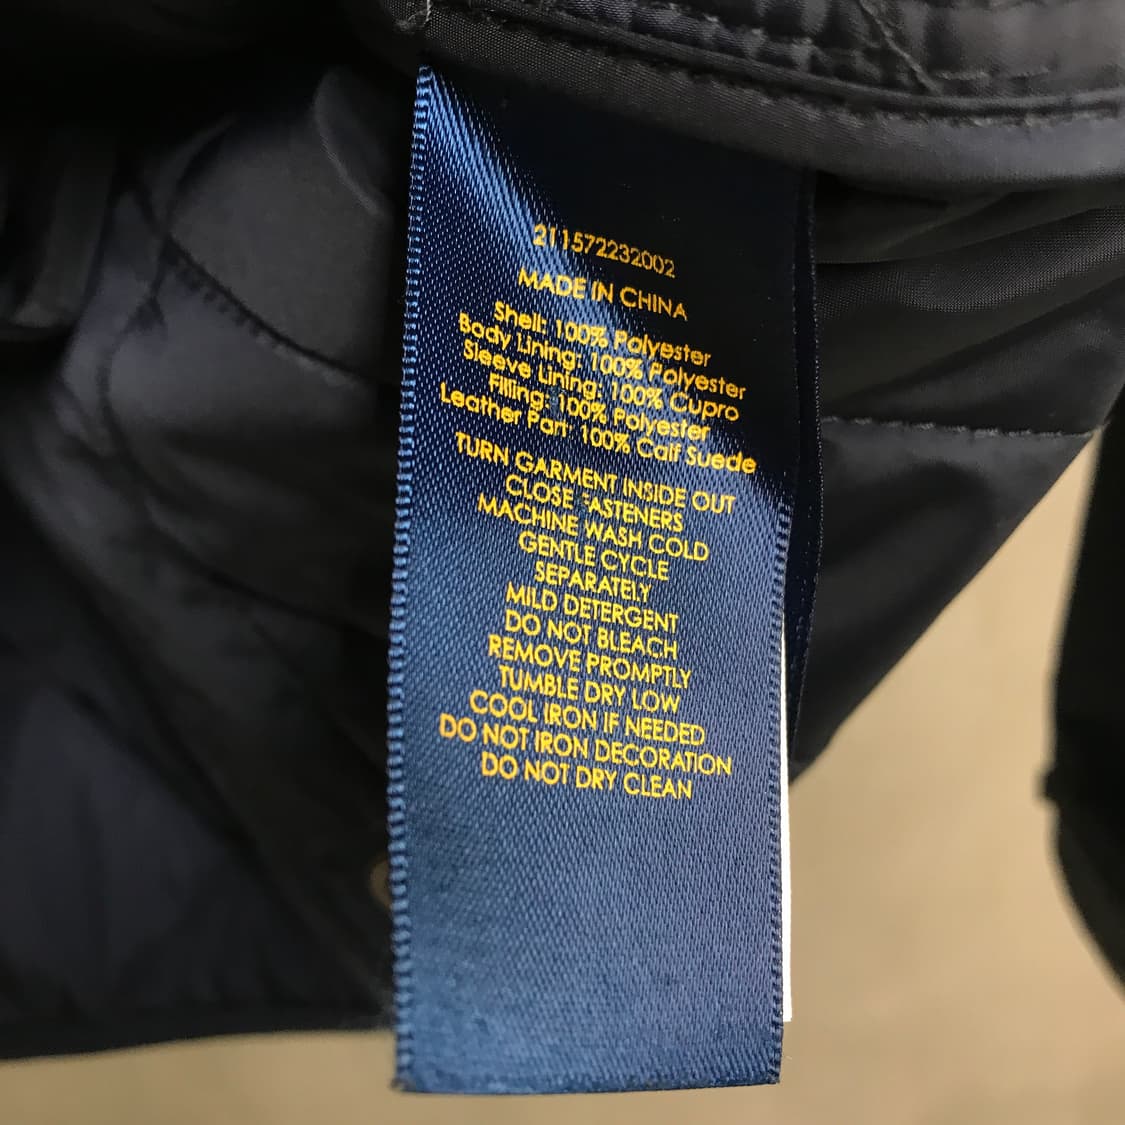 211572232002
MADE IN CHINA
Shell: 100% Polyester
Body Lining: 100% Polyester
Sleeve Lining: 100% Cupro
Filling: 100% Polyester
Leather Part: 100% Calf Suede
TURN GARMENT INSIDE OUT
CLOSE FASTENERS
MACHINE WASH COLD
GENTLE CYCLE
SEPARATELY
MILD DETERGENT
DO NOT BLEACH
REMOVE PROMPTLY
TUMBLE DRY LOW
COOL IRON IF NEEDED
DO NOT IRON DECORATION
DO NOT DRY CLEAN